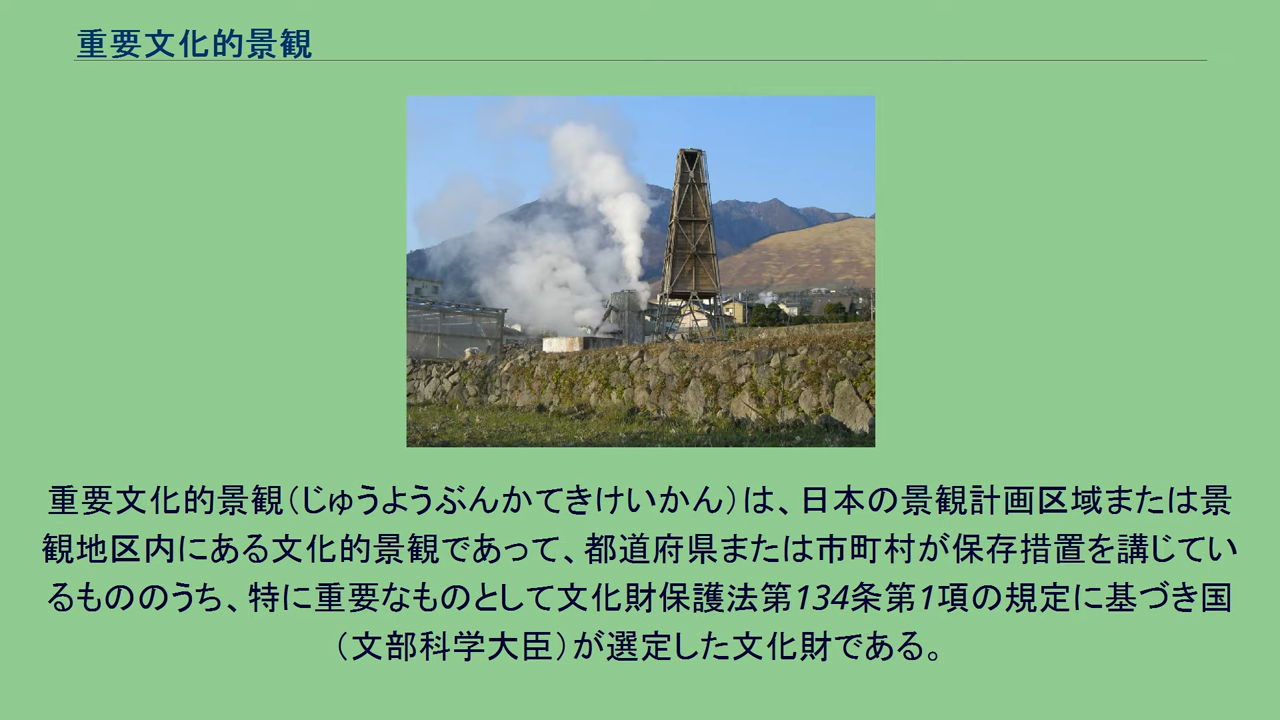 重要文化的景観
重要文化的景観（じゅうようぶんかてきけいかん）は、日本の景観計画区域または景
観地区内にある文化的景観であって、都道府県または市町村が保存措置を講じてい
るもののうち、特に重要なものとして文化財保護法第134条第1項の規定に基づき国
（文部科学大臣）が選定した文化財である。